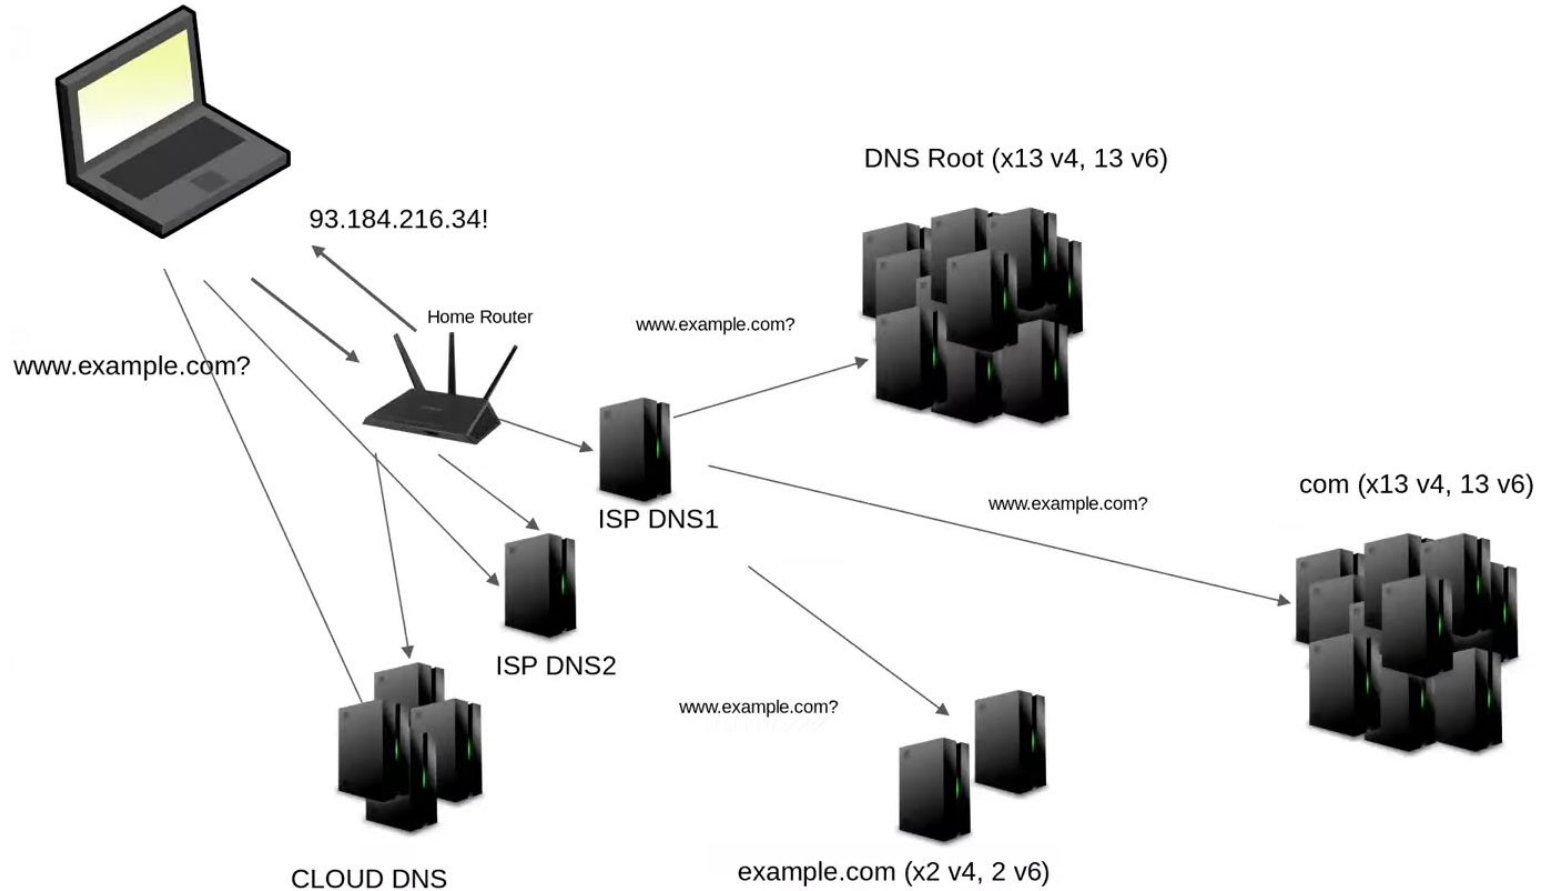 DNS Root (x13 v4, 13 v6)
93.184.216.34!
Home Router
www.example.com?
www.example.com?
com (x13 v4, 13 v6)
www.example.com?
ISP DNS1
ISP DNS2
www.example.com?
CLOUD DNS
example.com (x2 v4, 2 v6)